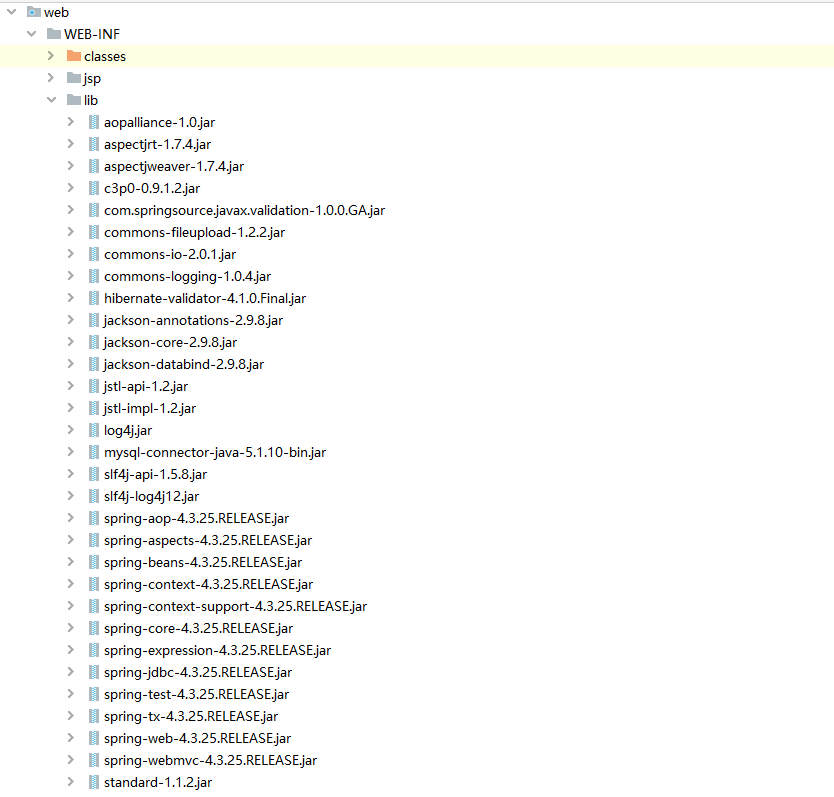 web
WEB-INF
classes
jsp
lib
aopalliance-1.0.jar
aspectjrt-1.7.4.jar
aspectjweaver-1.7.4.jar
c3p0-0.9.1.2.jar
com.springsource.javax.validation-1.0.0.GA.jar
commons-fileupload-1.2.2.jar
commons-io-2.0.1.jar
commons-logging-1.0.4.jar
hibernate-validator-4.1.0.Final.jar
jackson-annotations-2.9.8.jar
jackson-core-2.9.8.jar
jackson-databind-2.9.8.jar
jstl-api-1.2.jar
jstl-impl-1.2.jar
log4j.jar
mysql-connector-java-5.1.10-bin.jar
slf4j-api-1.5.8.jar
slf4j-log4j12.jar
spring-aop-4.3.25.RELEASE.jar
spring-aspects-4.3.25.RELEASE.jar
spring-beans-4.3.25.RELEASE.jar
spring-context-4.3.25.RELEASE.jar
spring-context-support-4.3.25.RELEASE.jar
spring-core-4.3.25.RELEASE.jar
spring-expression-4.3.25.RELEASE.jar
spring-jdbc-4.3.25.RELEASE.jar
spring-test-4.3.25.RELEASE.jar
spring-tx-4.3.25.RELEASE.jar
spring-web-4.3.25.RELEASE.jar
spring-webmvc-4.3.25.RELEASE.jar
standard-1.1.2.jar